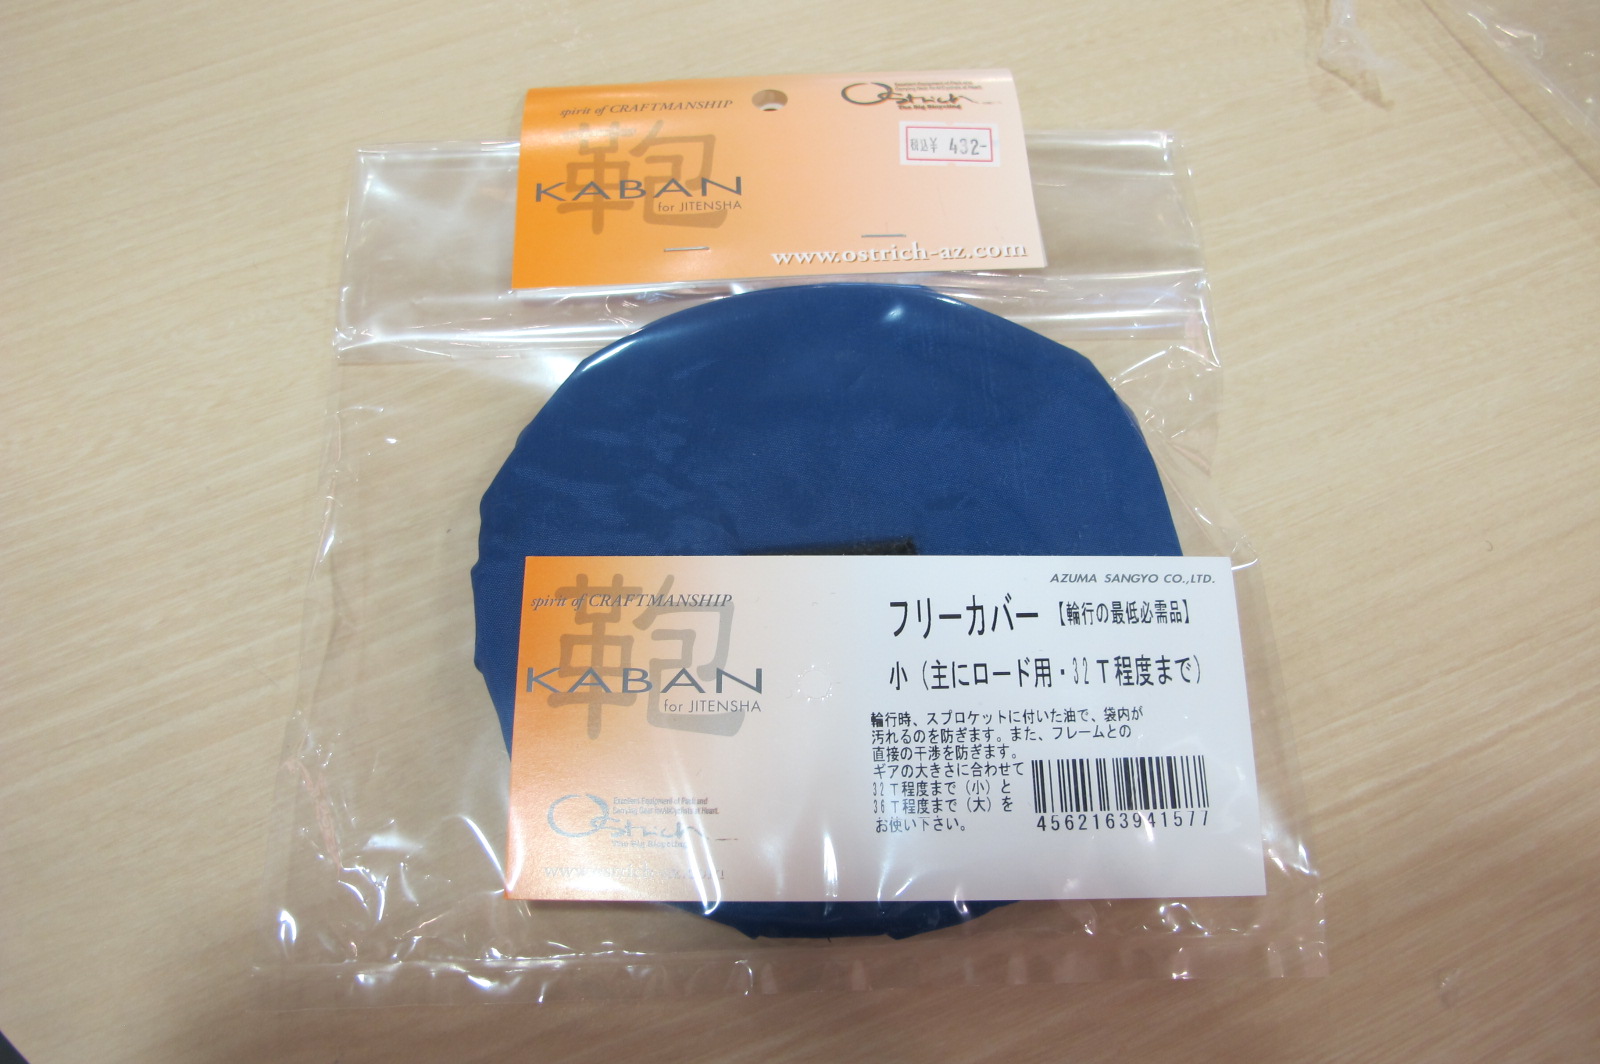 spirit of CRAFTMANSHIP
Ostrich
The Big Bicycling
税込¥ 432-
鞄
KABAN
for JITENSHA
www.ostrich-az.com
AZUMA SANGYO CO.,LTD.
spirit of CRAFTMANSHIP
鞄
KABAN
for JITENSHA
フリーカバー【輪行の最低必需品】
小（主にロード用・32T程度まで）
輪行時、スプロケットに付いた油で、袋内が
汚れるのを防ぎます。また、フレームとの
直接の干渉を防ぎます。
ギアの大きさに合わせて
32T程度まで（小）と
36T程度まで（大）を
お使い下さい。
4562163941577
Ostrich